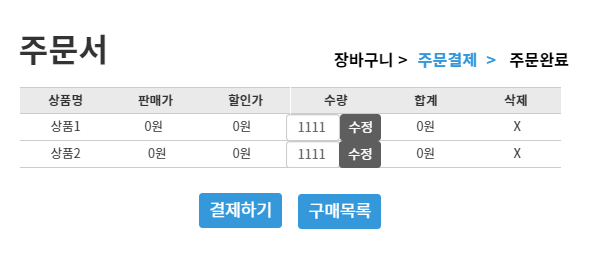 주문서
장바구니 > 주문결제 > 주문완료
상품명 판매가 할인가 수량 합계 삭제
상품1 0원 0원 1111 수정 0원 X
상품2 0원 0원 1111 수정 0원 X
결제하기 구매목록